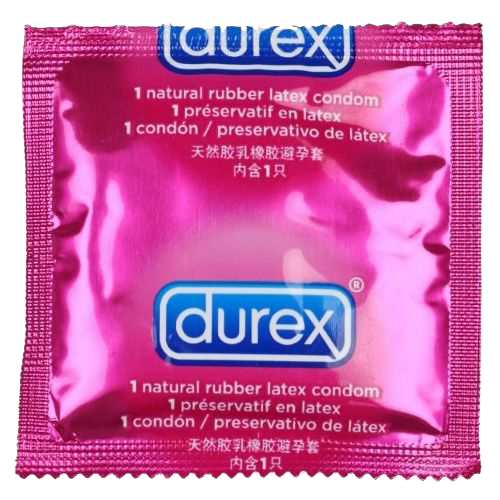 durex
1 natural rubber latex condom
1 préservatif en latex
1 condón / preservativo de látex
天然胶乳橡胶避孕套
内含1只
durex®
1 natural rubber latex condom
1 préservatif en latex
1 condón / preservativo de látex
天然胶乳橡胶避孕套
内含1只